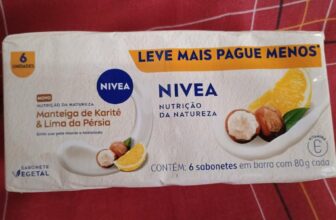 6
UNIDADES
NIVEA
NOVO
NUTRIÇÃO DA NATUREZA
Manteiga de Karité
& Lima da Pérsia
SABONETE
VEGETAL
LEVE MAIS PAGUE MENOS*
NIVEA
NUTRIÇÃO
DA NATUREZA
CONTÉM: 6 sabonetes em barra com 80 g cada